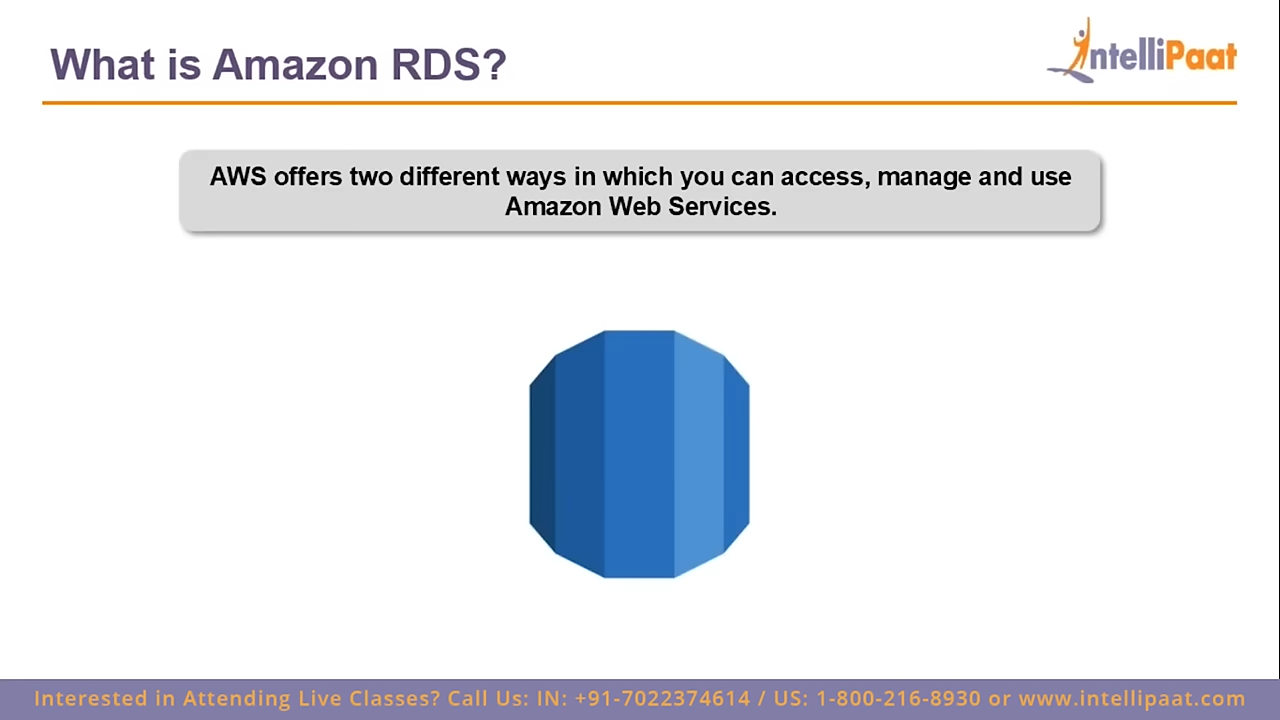 What is Amazon RDS?
IntelliPaat
AWS offers two different ways in which you can access, manage and use
Amazon Web Services.
Interested in Attending Live Classes? Call Us: IN: +91-7022374614 / US: 1-800-216-8930 or www.intellipaat.com